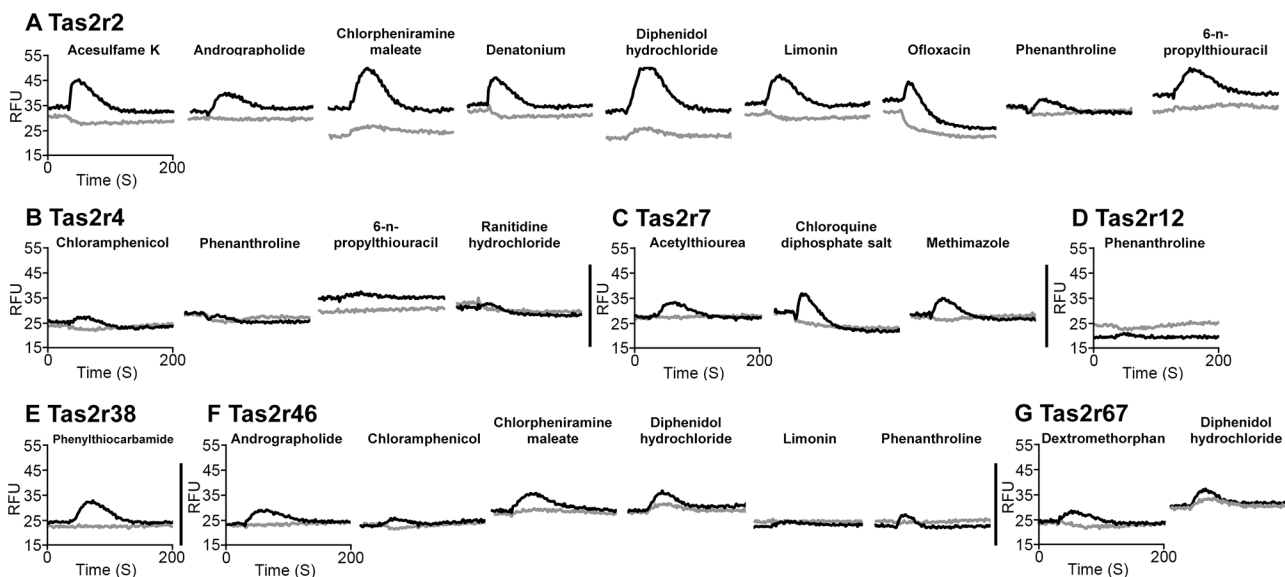 A Tas2r2
Acesulfame K
Andrographolide
Chlorpheniramine
maleate
Denatonium
Diphenidol
hydrochloride
Limonin
Ofloxacin
Phenanthroline
6-n-
propylthiouracil
RFU
55
45
35
25
15
0
200
Time (S)
B Tas2r4
Chloramphenicol
Phenanthroline
6-n-
propylthiouracil
Ranitidine
hydrochloride
RFU
55
45
35
25
15
0
200
Time (S)
C Tas2r7
Acetylthiourea
Chloroquine
diphosphate salt
Methimazole
RFU
55
45
35
25
15
0
200
Time (S)
D Tas2r12
Phenanthroline
RFU
55
45
35
25
15
0
200
Time (S)
E Tas2r38
Phenylthiocarbamide
RFU
55
45
35
25
15
0
200
Time (S)
F Tas2r46
Andrographolide
Chloramphenicol
Chlorpheniramine
maleate
Diphenidol
hydrochloride
Limonin
Phenanthroline
55
45
35
25
15
0
200
Time (S)
G Tas2r67
Dextromethorphan
Diphenidol
hydrochloride
RFU
55
45
35
25
15
0
200
Time (S)